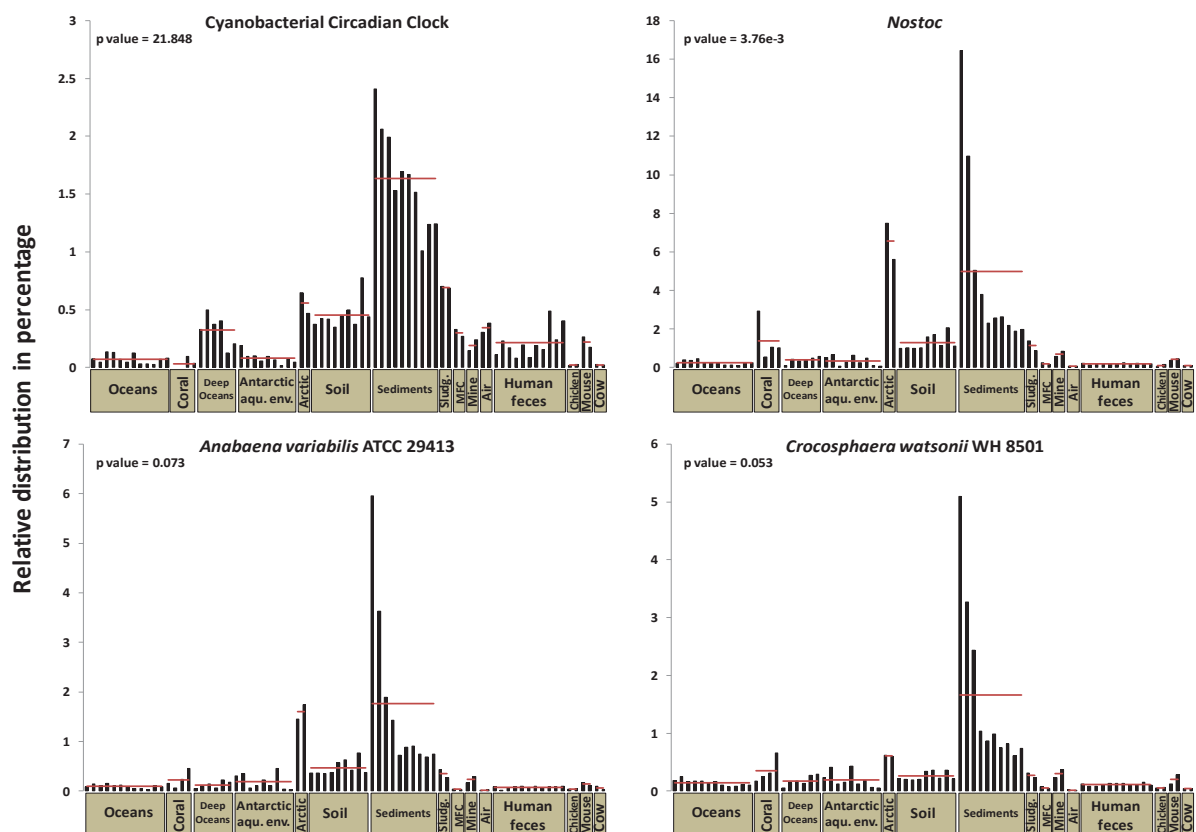 Relative distribution in percentage
Cyanobacterial Circadian Clock
p value = 21.848
3
2.5
2
1.5
1
0.5
0
Oceans
Coral
Deep
Oceans
Antarctic
aqu. env.
Arctic
Soil
Sediments
Sludg.
MFC
Mine
Air
Human
feces
Chicken
Mouse
Cow
Nostoc
p value = 3.76e-3
18
16
14
12
10
8
6
4
2
0
Oceans
Coral
Deep
Oceans
Antarctic
aqu. env.
Arctic
Soil
Sediments
Sludg.
MFC
Mine
Air
Human
feces
Chicken
Mouse
Cow
Anabaena variabilis ATCC 29413
p value = 0.073
7
6
5
4
3
2
1
0
Oceans
Coral
Deep
Oceans
Antarctic
aqu. env.
Arctic
Soil
Sediments
Sludg.
MFC
Mine
Air
Human
feces
Chicken
Mouse
Cow
Crocosphaera watsonii WH 8501
p value = 0.053
6
5
4
3
2
1
0
Oceans
Coral
Deep
Oceans
Antarctic
aqu. env.
Arctic
Soil
Sediments
Sludg.
MFC
Mine
Air
Human
feces
Chicken
Mouse
Cow